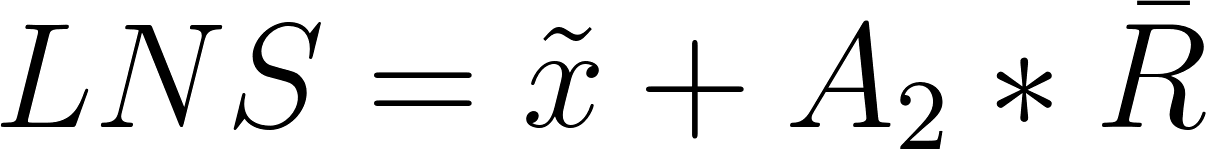 LNS = x̃ + A₂ * R̄